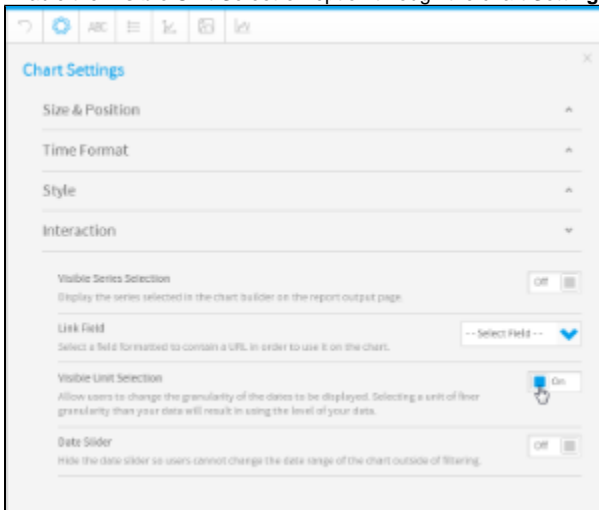 ABC
Chart Settings
Size & Position
Time Format
Style
Interaction
Visible Series Selection
Off
Display the series selected in the chart builder on the report output page.
Link Field
-- Select Field --
Select a field formatted to contain a URL in order to use it on the chart.
Visible Unit Selection
On
Allow users to change the granularity of the dates to be displayed. Selecting a unit of finer
granularity than your data will result in using the level of your data.
Date Slider
Off
Hide the date slider so users cannot change the date range of the chart outside of filtering.